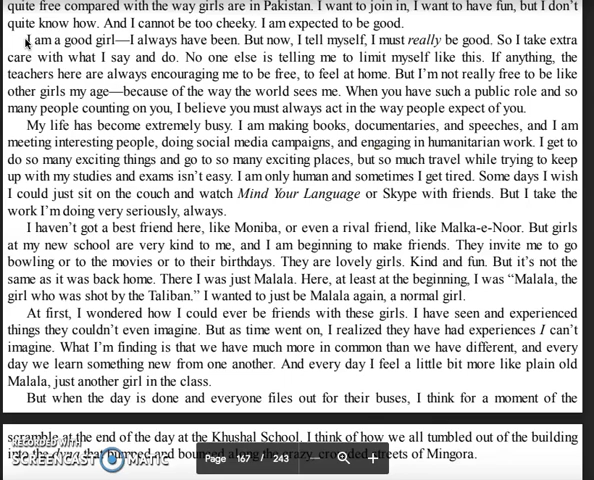 quite free compared with the way girls are in Pakistan. I want to join in, I want to have fun, but I don't
quite know how. And I cannot be too cheeky. I am expected to be good.
I am a good girl—I always have been. But now, I tell myself, I must really be good. So I take extra
care with what I say and do. No one else is telling me to limit myself like this. If anything, the
teachers here are always encouraging me to be free, to feel at home. But I'm not really free to be like
other girls my age—because of the way the world sees me. When you have such a public role and so
many people counting on you, I believe you must always act in the way people expect of you.
My life has become extremely busy. I am making books, documentaries, and speeches, and I am
meeting interesting people, doing social media campaigns, and engaging in humanitarian work. I get to
do so many exciting things and go to so many exciting places, but so much travel while trying to keep
up with my studies and exams isn't easy. I am only human and sometimes I get tired. Some days I wish
I could just sit on the couch and watch Mind Your Language or Skype with friends. But I take the
work I'm doing very seriously, always.
I haven't got a best friend here, like Moniba, or even a rival friend, like Malka-e-Noor. But girls
at my new school are very kind to me, and I am beginning to make friends. They invite me to go
bowling or to the movies or to their birthdays. They are lovely girls. Kind and fun. But it's not the
same as it was back home. There I was just Malala. Here, at least at the beginning, I was “Malala, the
girl who was shot by the Taliban.” I wanted to just be Malala again, a normal girl.
At first, I wondered how I could ever be friends with these girls. I have seen and experienced
things they couldn't even imagine. But as time went on, I realized they have had experiences I can't
imagine. What I'm finding is that we have much more in common than we have different, and every
day we learn something new from one another. And every day I feel a little bit more like plain old
Malala, just another girl in the class.
But when the day is done and everyone files out for their buses, I think for a moment of the
scramble at the end of the day at the Khushal School. I think of how we all tumbled out of the building
into the dyna that bumped and bounced along the crazy, crowded streets of Mingora.
RECORDED WITH
SCREENCAST MATIC
Page 167 / 243